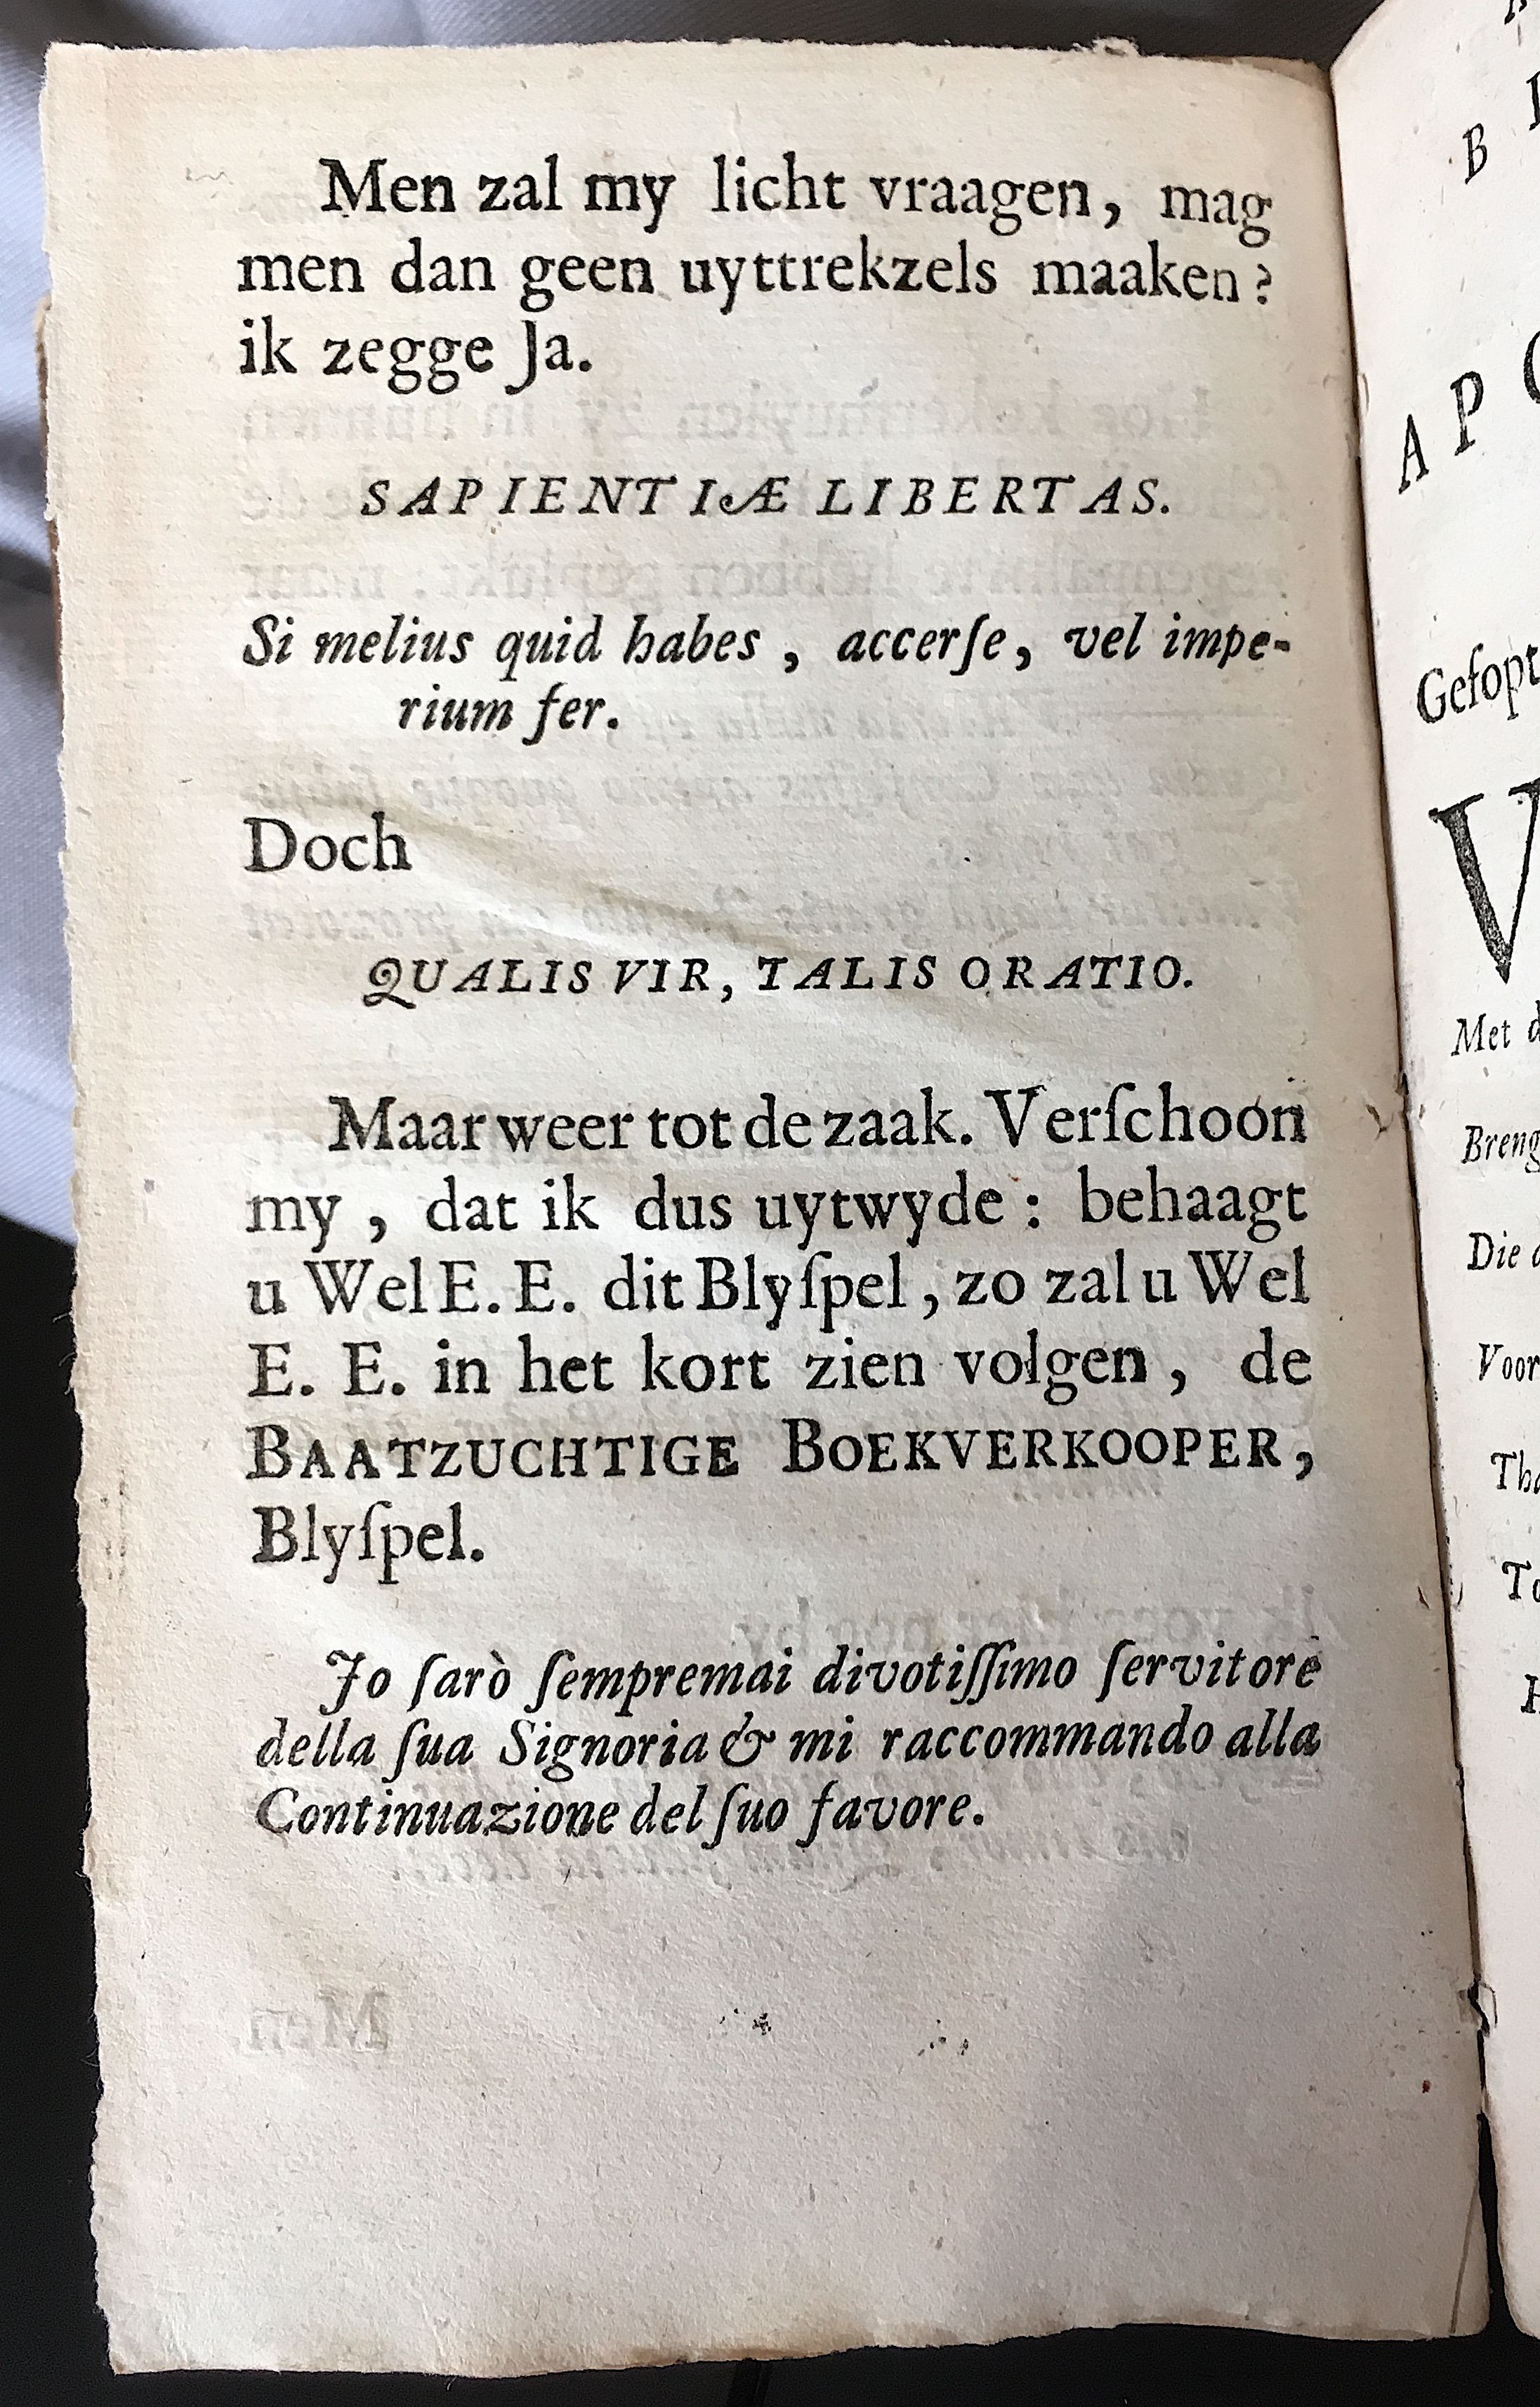 Men zal my licht vraagen, mag
men dan geen uyttrekzels maaken?
ik zegge Ja.
SAPIENTIÆ LIBERTAS.
Si melius quid habes, accerſe, vel impe-
rium fer.
Doch
QUALIS VIR, TALIS ORATIO.
Maar weer tot de zaak. Verſchoon
my, dat ik dus uytwyde: behaagt
u Wel E. E. dit Blyſpel, zo zal u Wel
E. E. in het kort zien volgen, de
BAATZUCHTIGE BOEKVERKOOPER,
Blyſpel.
Jo ſarò ſempremai divotiſſimo ſervitore
della ſua Signoria & mi raccommando alla
Continuazione del ſuo favore.
B
A P
V
Met
Breng
Die
Voor